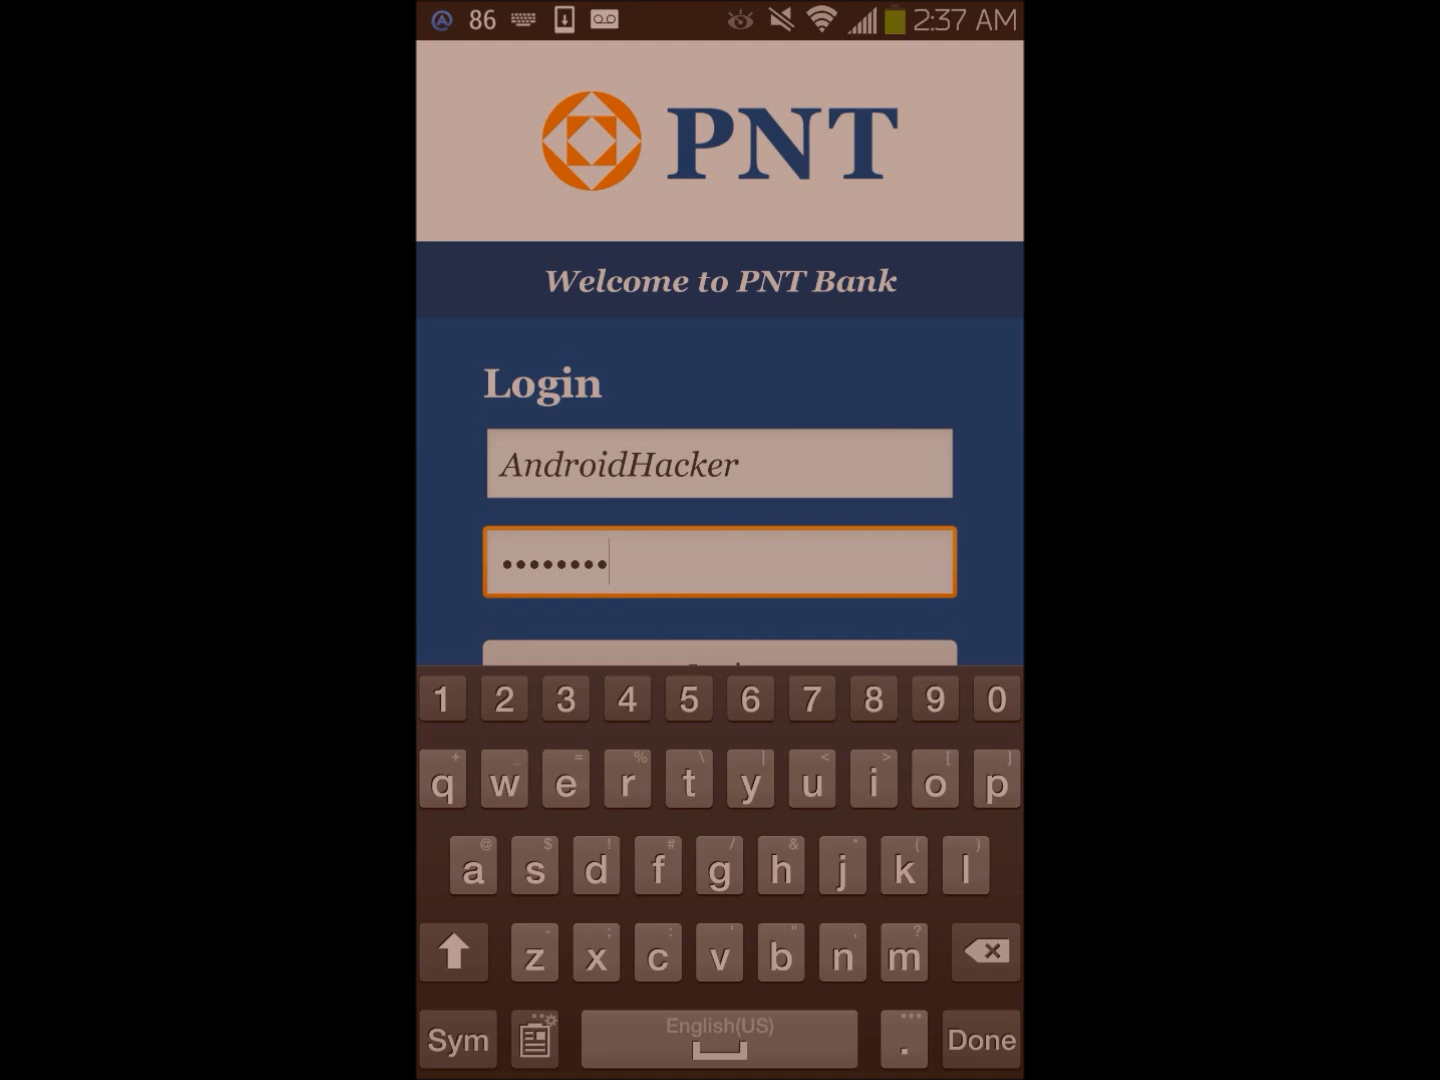 86 2:37 AM
PNT
Welcome to PNT Bank
Login
AndroidHacker
••••••••
1 2 3 4 5 6 7 8 9 0
+ _ = % \ | < > [ ]
q w e r t y u i o p
@ $ ! # / & * ( )
a s d f g h j k l
- ; : ' " , ?
z x c v b n m
English(US)
Sym . Done